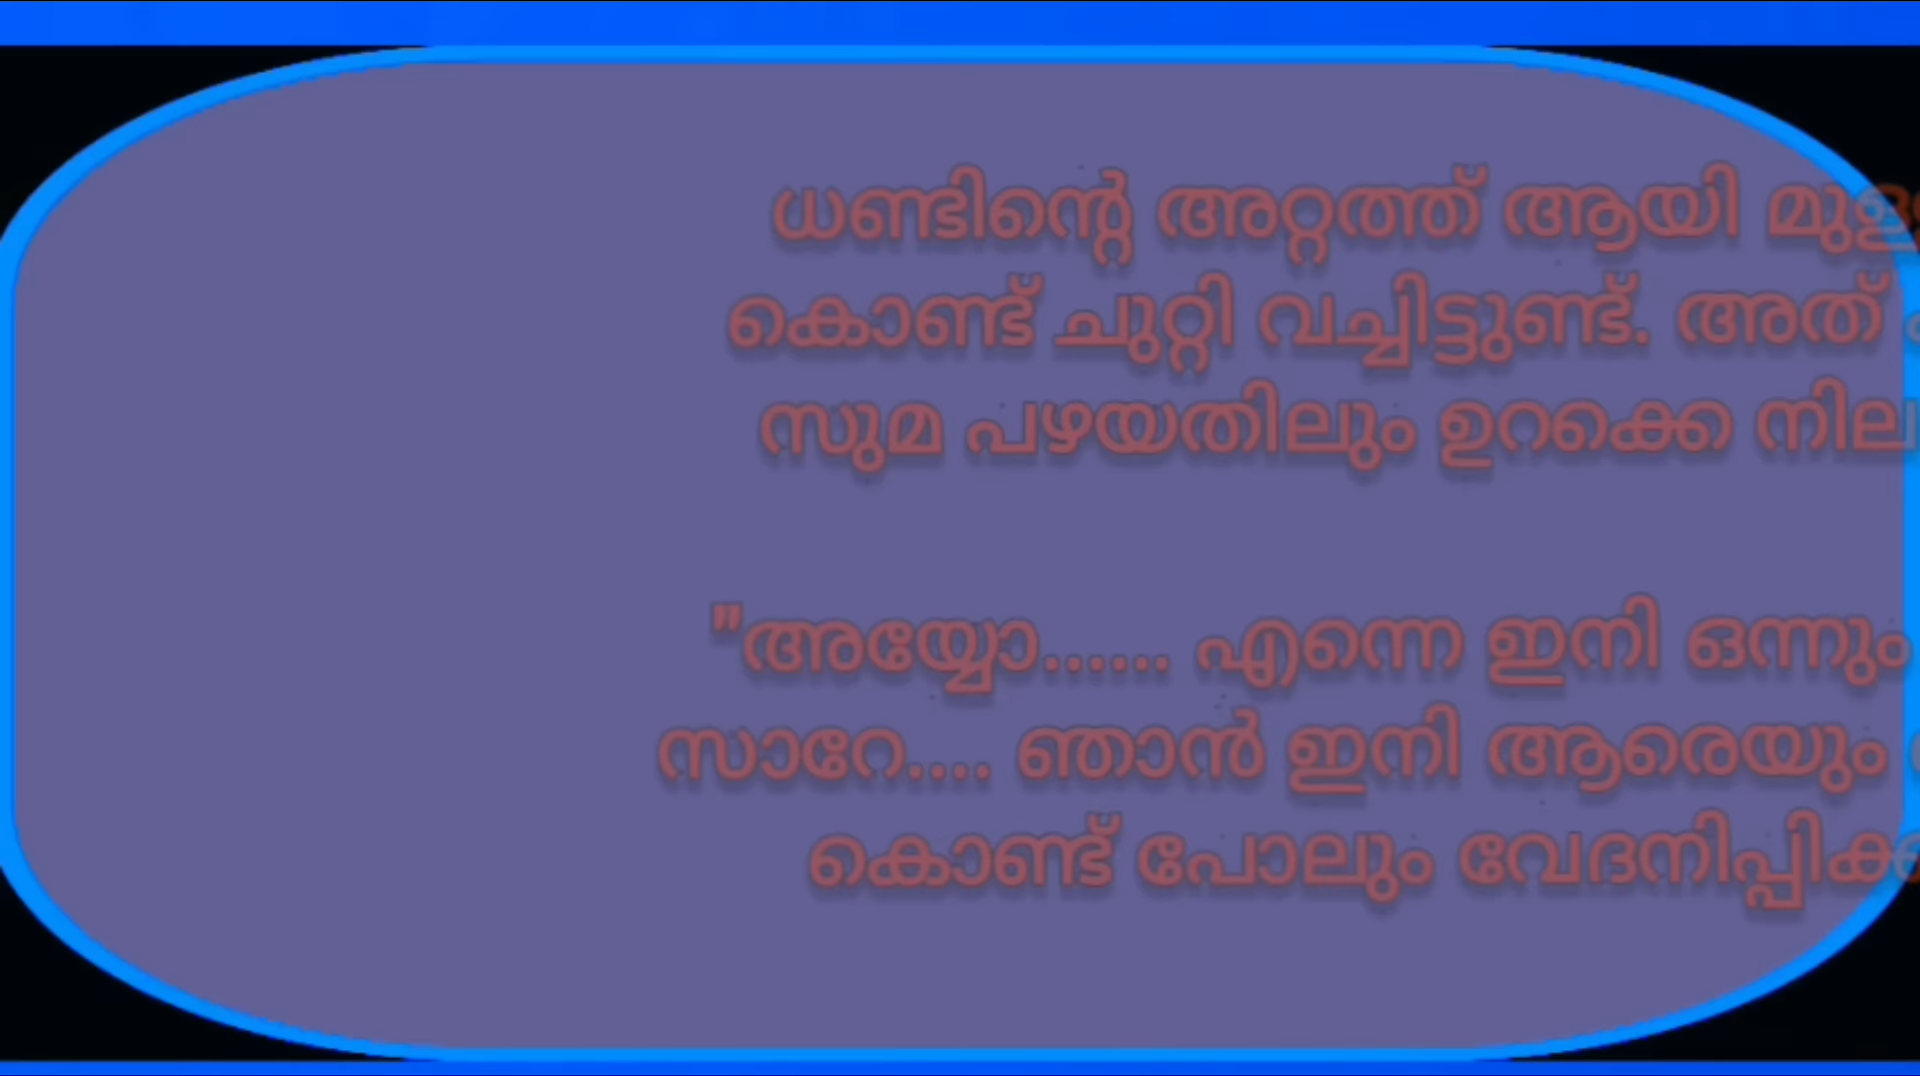 ധണ്ടിന്റെ അറ്റത്ത് ആയി
കൊണ്ട് ചുറ്റി വച്ചിട്ടുണ്ട്. അത്
സുമ പഴയതിലും ഉറക്കെ
"അയ്യോ...... എന്നെ ഇനി ഒന്നും
സാറേ.... ഞാൻ ഇനി ആരെയും
കൊണ്ട് പോലും